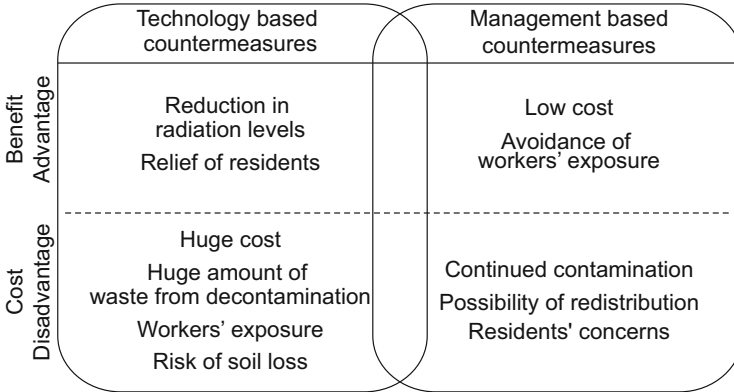 Technology based
countermeasures
Management based
countermeasures
Benefit
Advantage
Reduction in
radiation levels
Relief of residents
Low cost
Avoidance of
workers’ exposure
Cost
Disadvantage
Huge cost
Huge amount of
waste from decontamination
Workers’ exposure
Risk of soil loss
Continued contamination
Possibility of redistribution
Residents' concerns